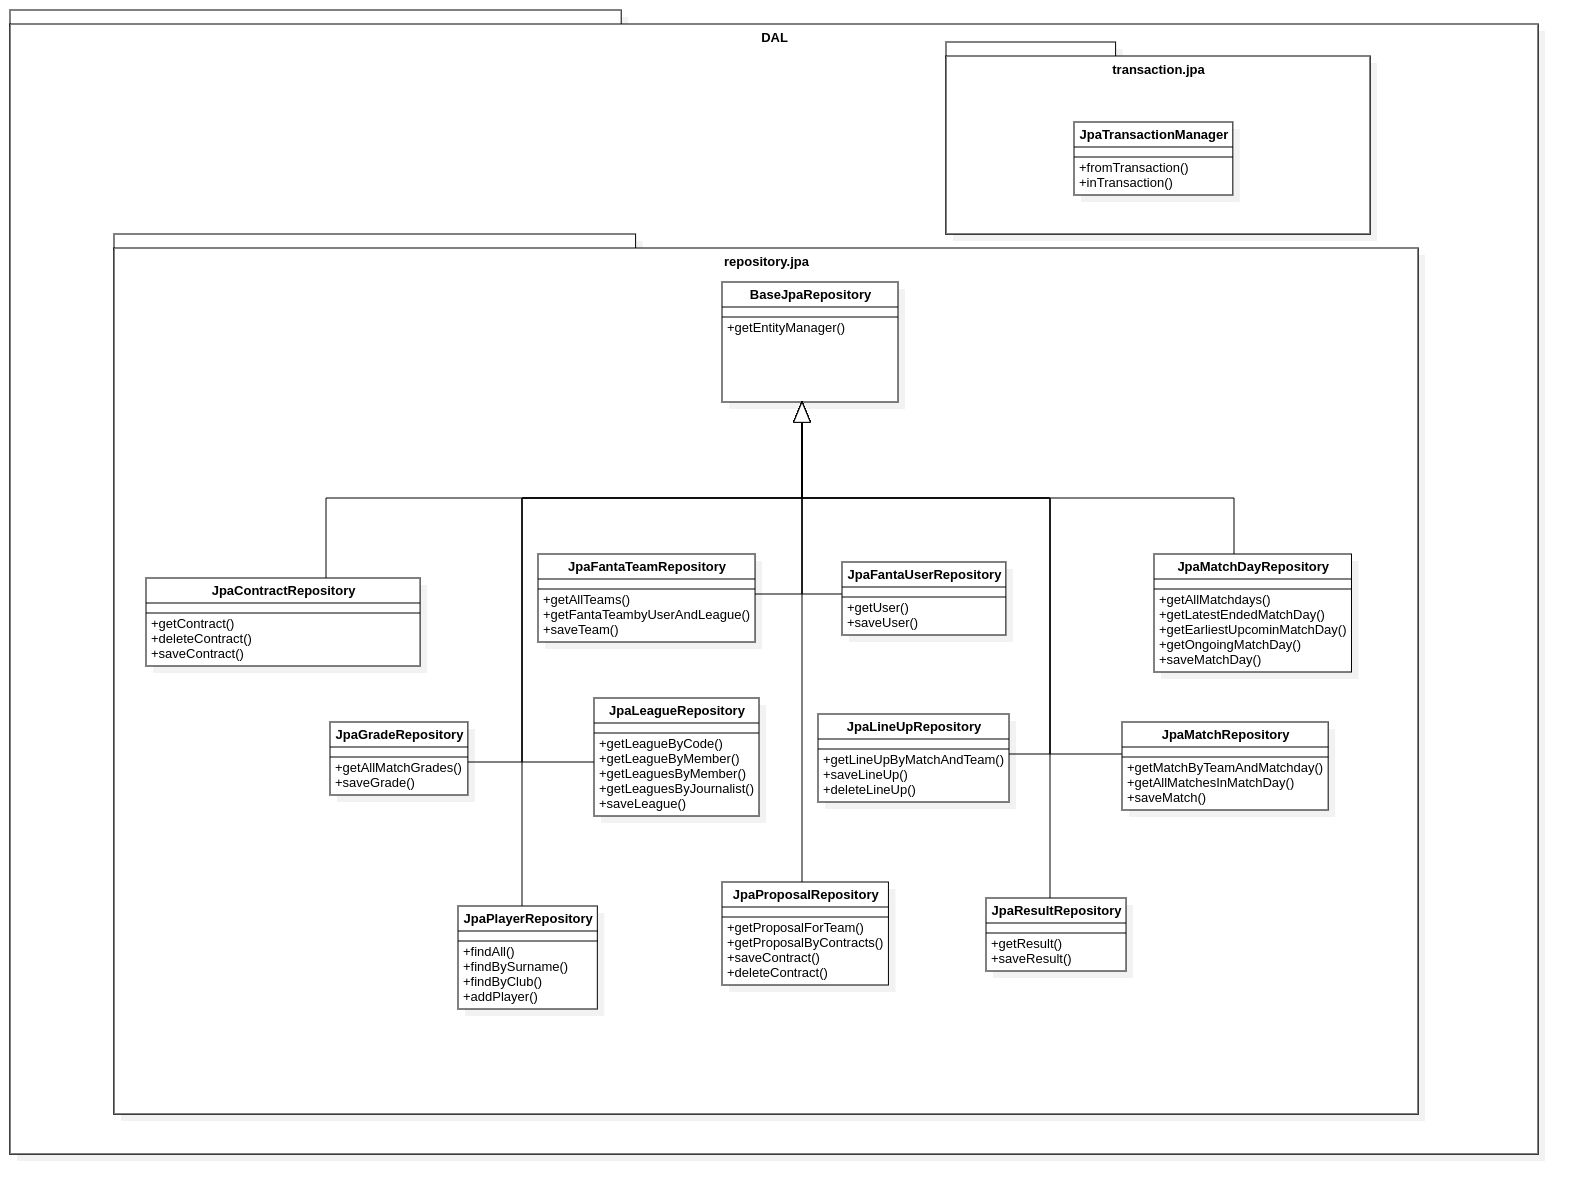 DAL
transaction.jpa
JpaTransactionManager
+fromTransaction()
+inTransaction()
repository.jpa
BaseJpaRepository
+getEntityManager()
JpaContractRepository
+getContract()
+deleteContract()
+saveContract()
JpaFantaTeamRepository
+getAllTeams()
+getFantaTeambyUserAndLeague()
+saveTeam()
JpaFantaUserRepository
+getUser()
+saveUser()
JpaMatchDayRepository
+getAllMatchdays()
+getLatestEndedMatchDay()
+getEarliestUpcominMatchDay()
+getOngoingMatchDay()
+saveMatchDay()
JpaGradeRepository
+getAllMatchGrades()
+saveGrade()
JpaLeagueRepository
+getLeagueByCode()
+getLeagueByMember()
+getLeaguesByMember()
+getLeaguesByJournalist()
+saveLeague()
JpaLineUpRepository
+getLineUpByMatchAndTeam()
+saveLineUp()
+deleteLineUp()
JpaMatchRepository
+getMatchByTeamAndMatchday()
+getAllMatchesInMatchDay()
+saveMatch()
JpaPlayerRepository
+findAll()
+findBySurname()
+findByClub()
+addPlayer()
JpaProposalRepository
+getProposalForTeam()
+getProposalByContracts()
+saveContract()
+deleteContract()
JpaResultRepository
+getResult()
+saveResult()